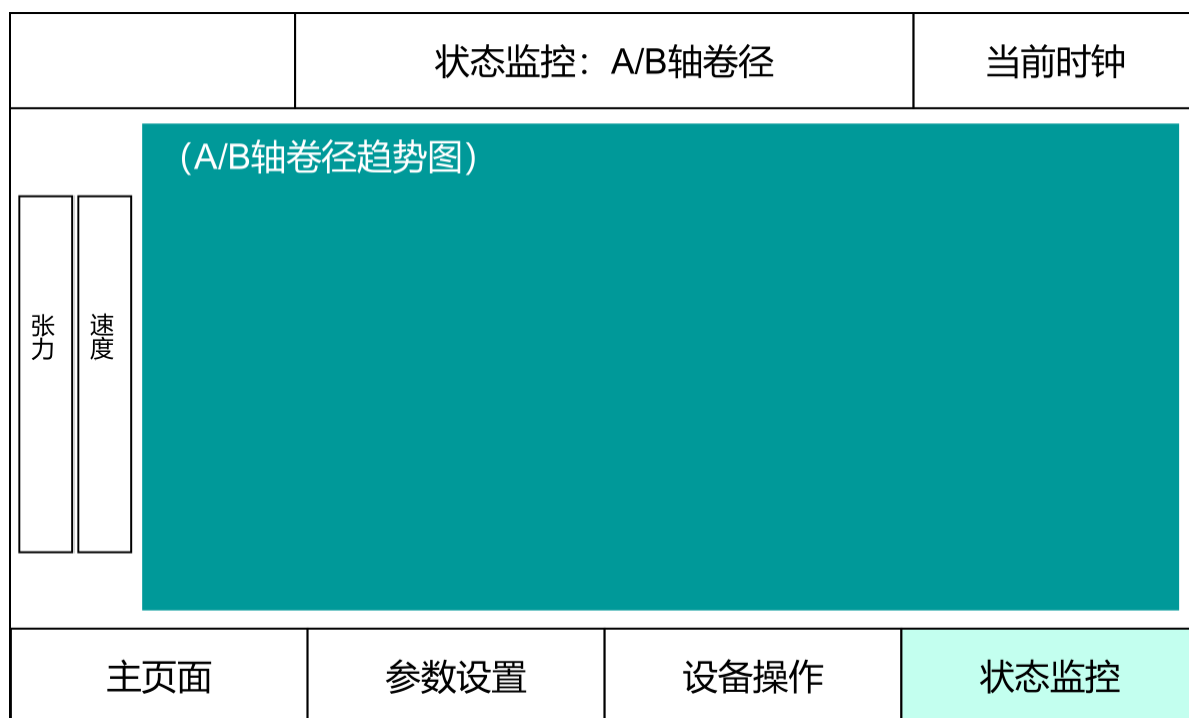 状态监控：A/B轴卷径
当前时钟
（A/B轴卷径趋势图）
张力
速度
主页面
参数设置
设备操作
状态监控